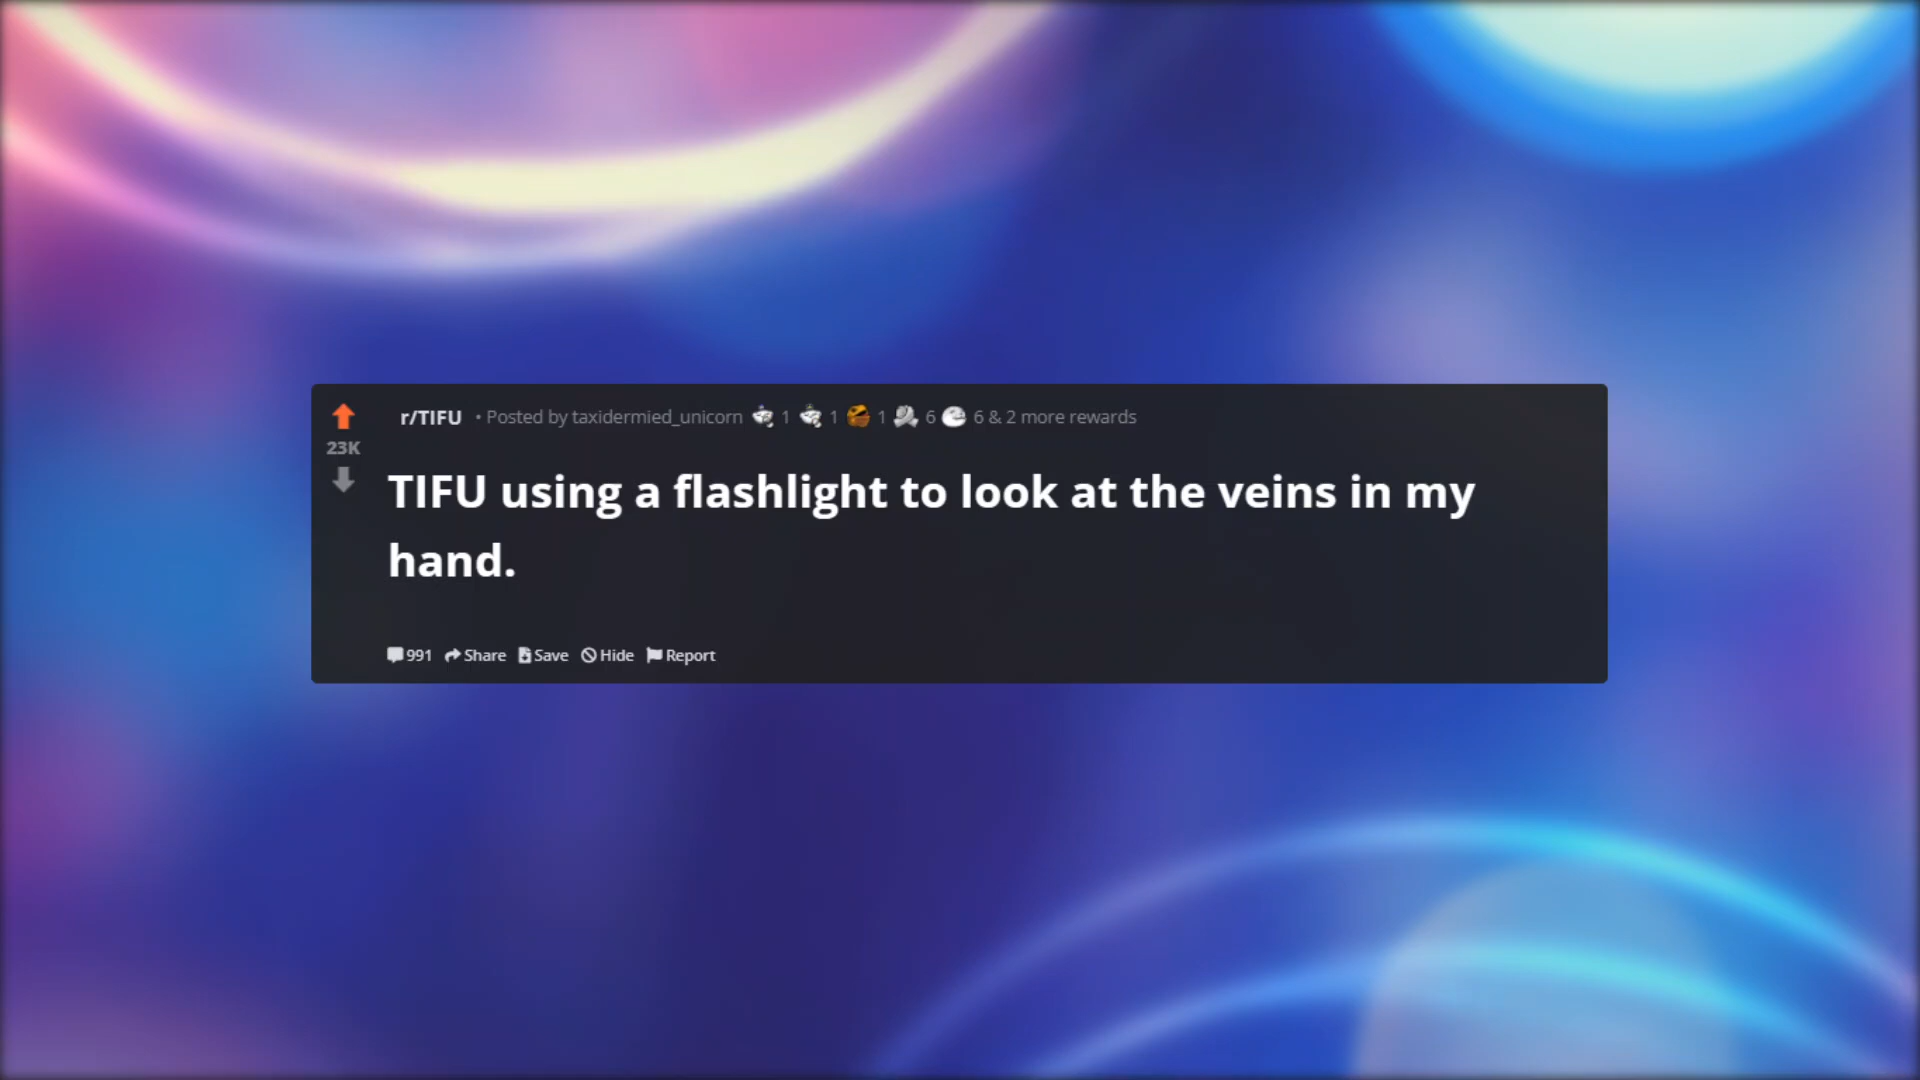 r/TIFU • Posted by taxidermied_unicorn 1 1 1 6 6 & 2 more rewards
23K
TIFU using a flashlight to look at the veins in my
hand.
991 Share Save Hide Report